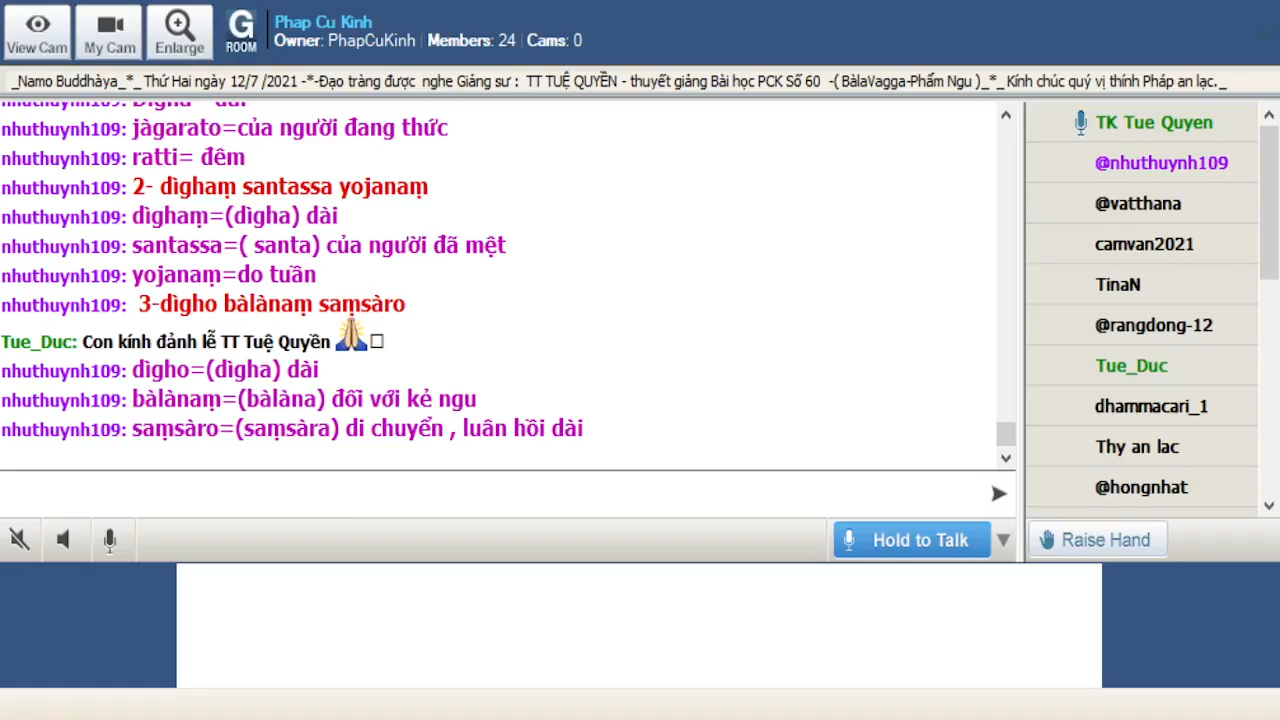 Phap Cu Kinh
Owner: PhapCuKinh | Members: 24 | Cams: 0
View Cam
My Cam
Enlarge
G ROOM
_Namo Buddhàya_*_ Thứ Hai ngày 12/7 /2021 -*-Đạo tràng được nghe Giảng sư : TT TUỆ QUYỀN - thuyết giảng Bài học PCK Số 60 -( BàlaVagga-Phẩm Ngu )_*_Kính chúc quý vị thính Pháp an lạc._
nhuthuynh109: jàgarato=của người đang thức
nhuthuynh109: ratti= đêm
nhuthuynh109: 2- dìghaṃ santassa yojanaṃ
nhuthuynh109: dìghaṃ=(dìgha) dài
nhuthuynh109: santassa=( santa) của người đã mệt
nhuthuynh109: yojanaṃ=do tuần
nhuthuynh109: 3-dìgho bàlànaṃ saṃsàro
Tue_Duc: Con kính đảnh lễ TT Tuệ Quyền
nhuthuynh109: dìgho=(dìgha) dài
nhuthuynh109: bàlànaṃ=(bàlàna) đối với kẻ ngu
nhuthuynh109: saṃsàro=(saṃsàra) di chuyển , luân hồi dài
TK Tue Quyen
@nhuthuynh109
@vatthana
camvan2021
TinaN
@rangdong-12
Tue_Duc
dhammacari_1
Thy an lac
@hongnhat
Hold to Talk
Raise Hand